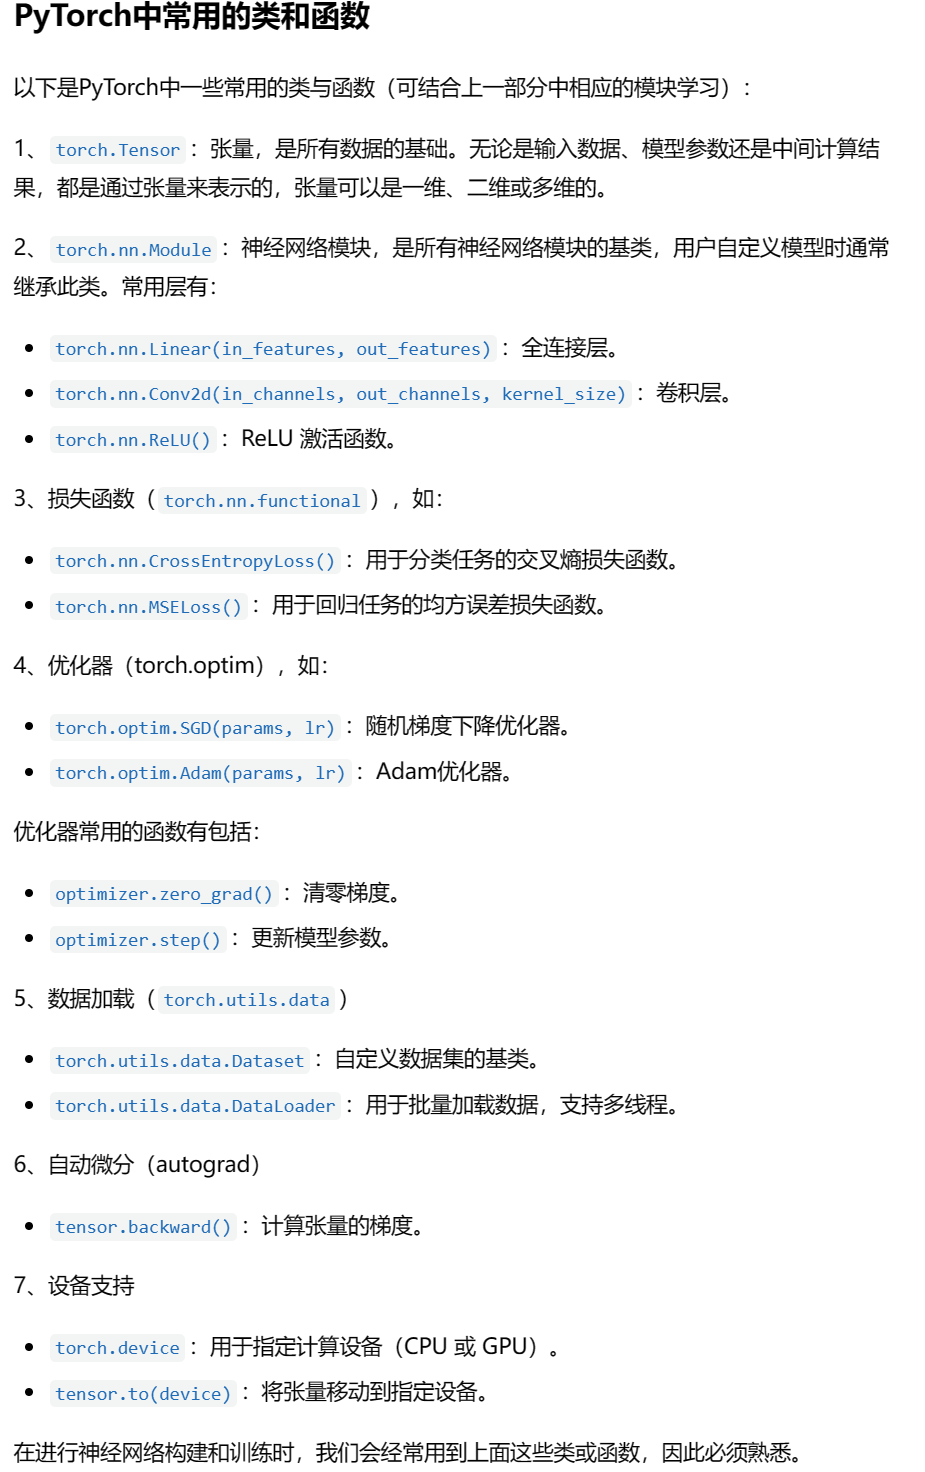 PyTorch中常用的类和函数
以下是PyTorch中一些常用的类与函数（可结合上一部分中相应的模块学习）：
1、 torch.Tensor ：张量，是所有数据的基础。无论是输入数据、模型参数还是中间计算结
果，都是通过张量来表示的，张量可以是一维、二维或多维的。
2、 torch.nn.Module ：神经网络模块，是所有神经网络模块的基类，用户自定义模型时通常
继承此类。常用层有：
• torch.nn.Linear(in_features, out_features) ：全连接层。
• torch.nn.Conv2d(in_channels, out_channels, kernel_size) ：卷积层。
• torch.nn.ReLU() ：ReLU 激活函数。
3、损失函数（ torch.nn.functional ），如：
• torch.nn.CrossEntropyLoss() ：用于分类任务的交叉熵损失函数。
• torch.nn.MSELoss() ：用于回归任务的均方误差损失函数。
4、优化器（torch.optim），如：
• torch.optim.SGD(params, lr) ：随机梯度下降优化器。
• torch.optim.Adam(params, lr) ：Adam优化器。
优化器常用的函数有包括：
• optimizer.zero_grad() ：清零梯度。
• optimizer.step() ：更新模型参数。
5、数据加载（ torch.utils.data ）
• torch.utils.data.Dataset ：自定义数据集的基类。
• torch.utils.data.DataLoader ：用于批量加载数据，支持多线程。
6、自动微分（autograd）
• tensor.backward() ：计算张量的梯度。
7、设备支持
• torch.device ：用于指定计算设备（CPU 或 GPU）。
• tensor.to(device) ：将张量移动到指定设备。
在进行神经网络构建和训练时，我们会经常用到上面这些类或函数，因此必须熟悉。